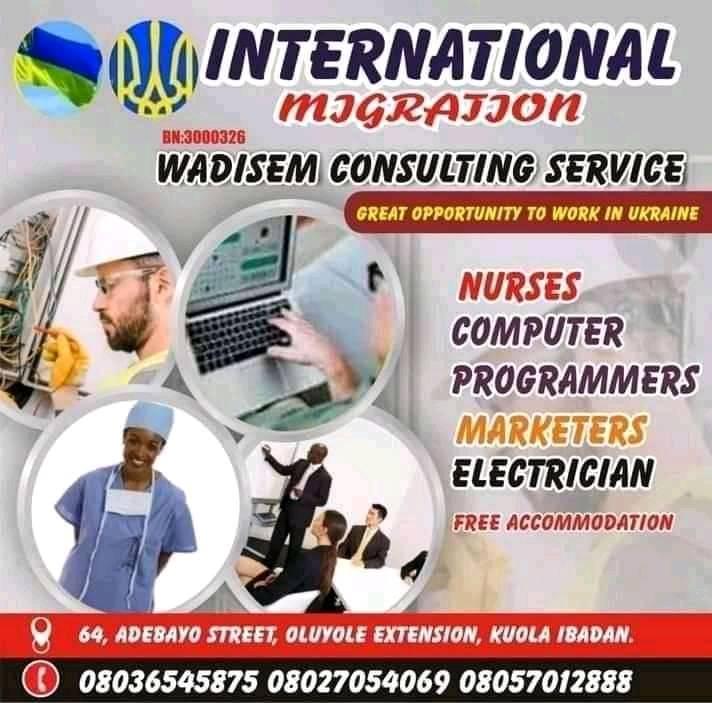 INTERNATIONAL
MIGRATION
BN:3000326
WADISEM CONSULTING SERVICE
GREAT OPPORTUNITY TO WORK IN UKRAINE
NURSES
COMPUTER
PROGRAMMERS
MARKETERS
ELECTRICIAN
FREE ACCOMMODATION
64, ADEBAYO STREET, OLUYOLE EXTENSION, KUOLA IBADAN.
08036545875 08027054069 08057012888